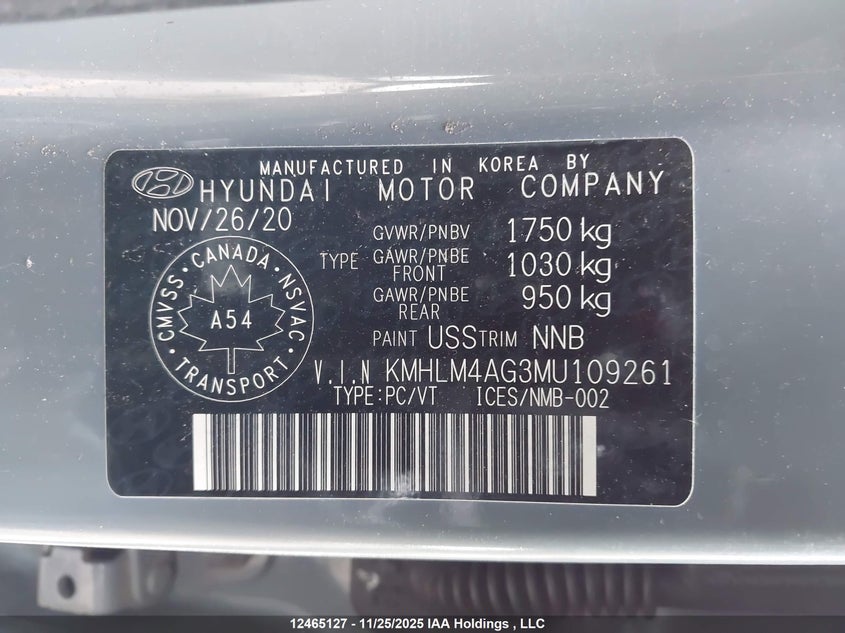 MANUFACTURED IN KOREA BY
HYUNDAI MOTOR COMPANY
NOV/26/20
GVWR/PNBV 1750 kg
TYPE GAWR/PNBE FRONT 1030 kg
GAWR/PNBE REAR 950 kg
CMVSS · CANADA · NSVAC · TRANSPORT ·
A54
PAINT USS TRIM NNB
V.I.N KMHLM4AG3MU109261
TYPE:PC/VT ICES/NMB-002
12465127 - 11/25/2025 IAA Holdings , LLC